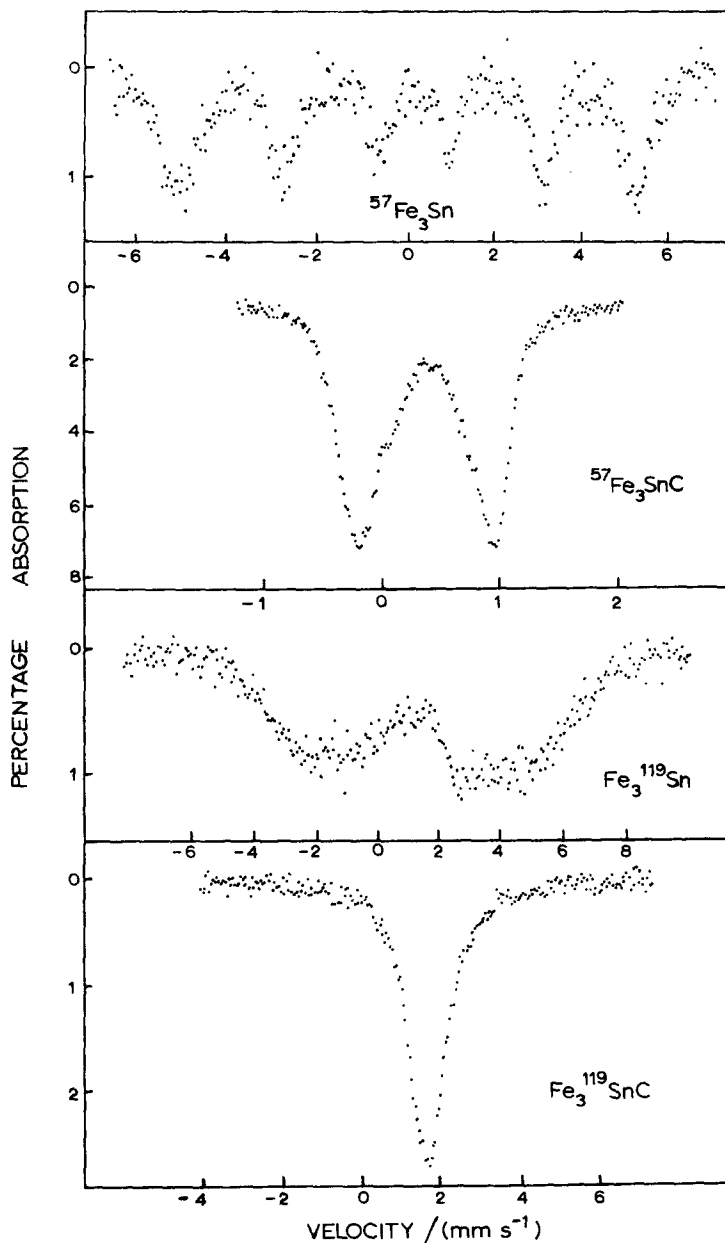 0
1
⁵⁷Fe₃Sn
-6 -4 -2 0 2 4 6
0
2
4
6
8
⁵⁷Fe₃SnC
-1 0 1 2
PERCENTAGE ABSORPTION
0
1
Fe₃¹¹⁹Sn
-6 -4 -2 0 2 4 6 8
0
1
2
Fe₃¹¹⁹SnC
-4 -2 0 2 4 6
VELOCITY / (mm s⁻¹)